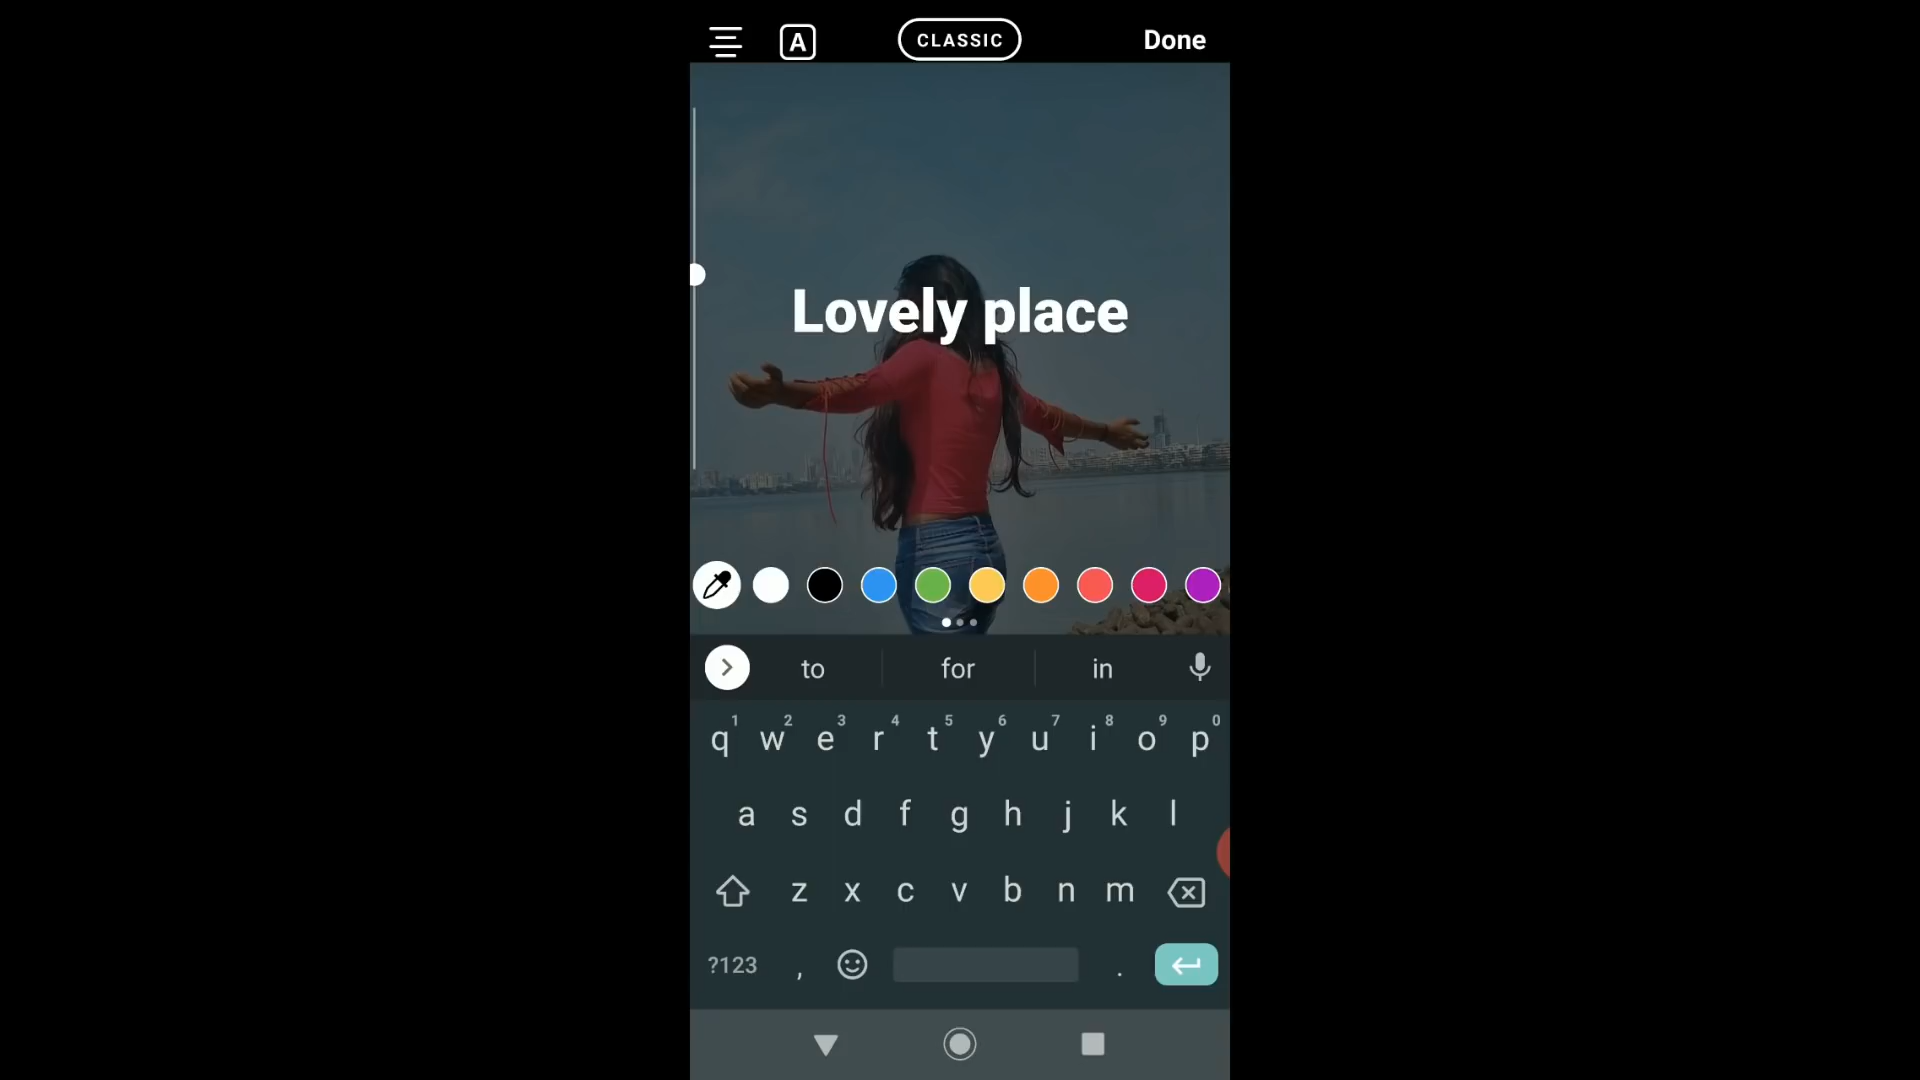 A CLASSIC Done
Lovely place
to for in
1 2 3 4 5 6 7 8 9 0
q w e r t y u i o p
a s d f g h j k l
z x c v b n m
?123 , .